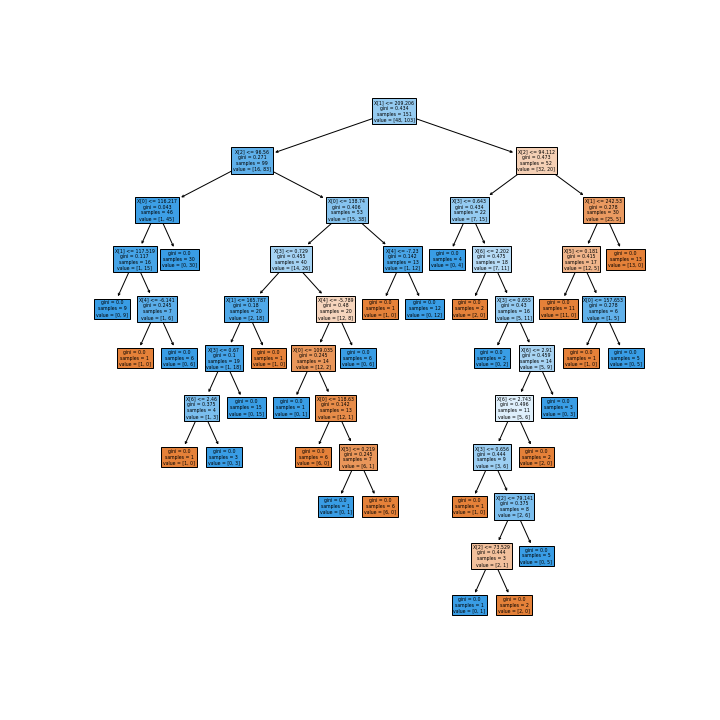 X[1] <= 209.206
gini = 0.434
samples = 151
value = [48, 103]
X[2] <= 96.56
gini = 0.271
samples = 99
value = [16, 83]
X[2] <= 94.112
gini = 0.473
samples = 52
value = [32, 20]
X[0] <= 116.217
gini = 0.043
samples = 46
value = [1, 45]
X[0] <= 138.74
gini = 0.406
samples = 53
value = [15, 38]
X[3] <= 0.643
gini = 0.434
samples = 22
value = [7, 15]
X[1] <= 242.53
gini = 0.278
samples = 30
value = [25, 5]
X[1] <= 117.519
gini = 0.117
samples = 16
value = [1, 15]
gini = 0.0
samples = 30
value = [0, 30]
X[3] <= 0.729
gini = 0.455
samples = 40
value = [14, 26]
X[4] <= -7.23
gini = 0.142
samples = 13
value = [1, 12]
gini = 0.0
samples = 4
value = [0, 4]
X[6] <= 2.202
gini = 0.475
samples = 18
value = [7, 11]
X[5] <= 0.181
gini = 0.415
samples = 17
value = [12, 5]
gini = 0.0
samples = 13
value = [13, 0]
gini = 0.0
samples = 9
value = [0, 9]
X[4] <= -6.141
gini = 0.245
samples = 7
value = [1, 6]
X[1] <= 165.787
gini = 0.18
samples = 20
value = [2, 18]
X[4] <= -5.789
gini = 0.48
samples = 20
value = [12, 8]
gini = 0.0
samples = 1
value = [1, 0]
gini = 0.0
samples = 12
value = [0, 12]
gini = 0.0
samples = 2
value = [2, 0]
X[3] <= 0.655
gini = 0.43
samples = 16
value = [5, 11]
gini = 0.0
samples = 11
value = [11, 0]
X[0] <= 157.653
gini = 0.278
samples = 6
value = [1, 5]
gini = 0.0
samples = 1
value = [1, 0]
gini = 0.0
samples = 6
value = [0, 6]
X[3] <= 0.67
gini = 0.1
samples = 19
value = [1, 18]
gini = 0.0
samples = 1
value = [1, 0]
X[0] <= 109.035
gini = 0.245
samples = 14
value = [12, 2]
gini = 0.0
samples = 6
value = [0, 6]
gini = 0.0
samples = 2
value = [0, 2]
X[6] <= 2.91
gini = 0.459
samples = 14
value = [5, 9]
gini = 0.0
samples = 1
value = [1, 0]
gini = 0.0
samples = 5
value = [0, 5]
X[6] <= 2.46
gini = 0.375
samples = 4
value = [1, 3]
gini = 0.0
samples = 15
value = [0, 15]
gini = 0.0
samples = 1
value = [0, 1]
X[0] <= 118.63
gini = 0.142
samples = 13
value = [12, 1]
X[6] <= 2.743
gini = 0.496
samples = 11
value = [5, 6]
gini = 0.0
samples = 3
value = [0, 3]
gini = 0.0
samples = 1
value = [1, 0]
gini = 0.0
samples = 3
value = [0, 3]
gini = 0.0
samples = 6
value = [6, 0]
X[5] <= 0.219
gini = 0.245
samples = 7
value = [6, 1]
X[3] <= 0.656
gini = 0.444
samples = 9
value = [3, 6]
gini = 0.0
samples = 2
value = [2, 0]
gini = 0.0
samples = 1
value = [0, 1]
gini = 0.0
samples = 6
value = [6, 0]
gini = 0.0
samples = 1
value = [1, 0]
X[2] <= 79.141
gini = 0.375
samples = 8
value = [2, 6]
X[2] <= 73.529
gini = 0.444
samples = 3
value = [2, 1]
gini = 0.0
samples = 5
value = [0, 5]
gini = 0.0
samples = 1
value = [0, 1]
gini = 0.0
samples = 2
value = [2, 0]